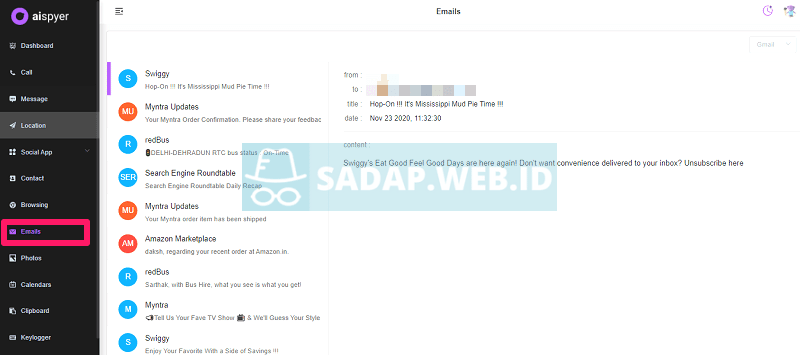 aispyer
Emails
Dashboard
Call
Message
Location
Social App
Contact
Browsing
Emails
Photos
Calendars
Clipboard
Keylogger
Gmail
Swiggy
Hop-On !!! It's Mississippi Mud Pie Time !!!
MU
Myntra Updates
Your Myntra Order Confirmation. Please share your feedbac
R
redBus
DELHI-DEHRADUN RTC bus status : On-Time
SER
Search Engine Roundtable
Search Engine Roundtable Daily Recap
MU
Myntra Updates
Your Myntra order item has been shipped
AM
Amazon Marketplace
daksh, regarding your recent order at Amazon in.
R
redBus
Sarthak, with Bus Hire, what you see is what you get!
M
Myntra
Tell Us Your Fave TV Show & We'll Guess Your Style
S
Swiggy
Enjoy Your Favorite With a Side of Savings !!!
from :
to :
title : Hop-On !!! It's Mississippi Mud Pie Time !!!
date : Nov 23 2020, 11:32:30
content :
Swiggy's Eat Good Feel Good Days are here again! Don't want convenience delivered to your inbox? Unsubscribe here
SADAP.WEB.ID